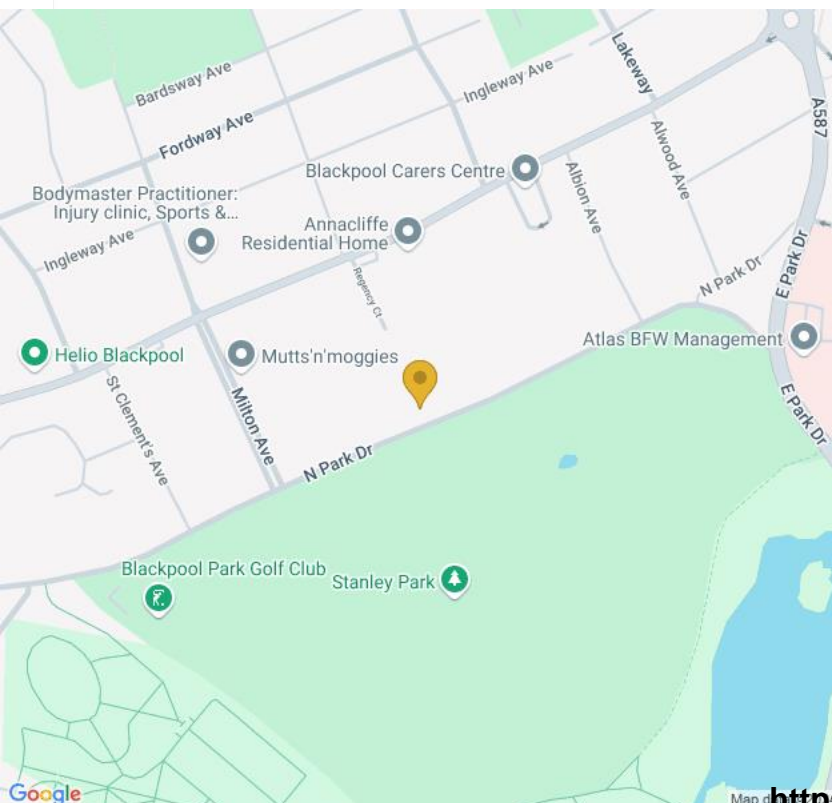 Bardsway Ave
Fordway Ave
Ingleway Ave
Lakeway
A587
Blackpool Carers Centre
Alwood Ave
Albion Ave
Bodymaster Practitioner:
Injury clinic, Sports &...
Annacliffe
Residential Home
Ingleway Ave
Regency Ct
N Park Dr
E Park Dr
Atlas BFW Management
Helio Blackpool
Mutts'n'moggies
St Clement's Ave
Milton Ave
N Park Dr
E Park Dr
Blackpool Park Golf Club
Stanley Park
Google
Map
http